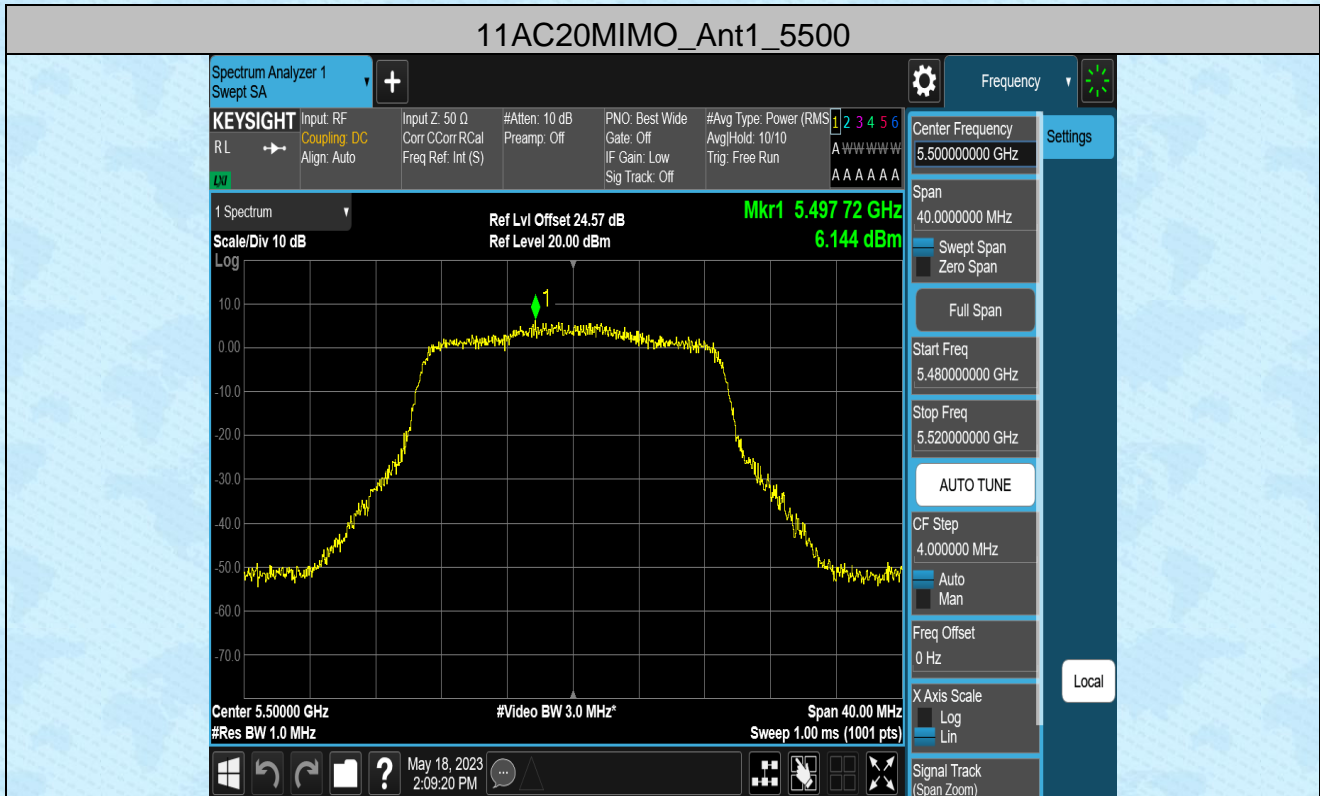 11AC20MIMO_Ant1_5500
Spectrum Analyzer 1
Swept SA
+
Frequency
KEYSIGHT
R L
LXI
Input: RF
Coupling: DC
Align: Auto
Input Z: 50 Ω
Corr CCorr RCal
Freq Ref: Int (S)
#Atten: 10 dB
Preamp: Off
PNO: Best Wide
Gate: Off
IF Gain: Low
Sig Track: Off
#Avg Type: Power (RMS
Avg|Hold: 10/10
Trig: Free Run
1 2 3 4 5 6
A W W W W W
A A A A A A
1 Spectrum
Scale/Div 10 dB
Log
Ref Lvl Offset 24.57 dB
Ref Level 20.00 dBm
Mkr1 5.497 72 GHz
6.144 dBm
1
10.0
0.00
-10.0
-20.0
-30.0
-40.0
-50.0
-60.0
-70.0
Center 5.50000 GHz
#Res BW 1.0 MHz
#Video BW 3.0 MHz*
Span 40.00 MHz
Sweep 1.00 ms (1001 pts)
?
May 18, 2023
2:09:20 PM
Center Frequency
5.500000000 GHz
Span
40.0000000 MHz
Swept Span
Zero Span
Full Span
Start Freq
5.480000000 GHz
Stop Freq
5.520000000 GHz
AUTO TUNE
CF Step
4.000000 MHz
Auto
Man
Freq Offset
0 Hz
X Axis Scale
Log
Lin
Signal Track
(Span Zoom)
Settings
Local